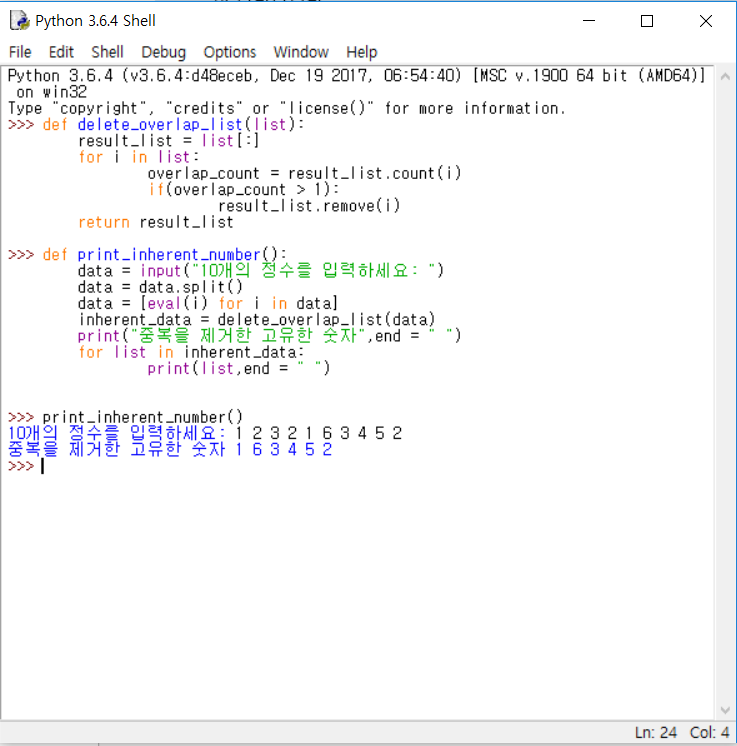 Python 3.6.4 Shell
File Edit Shell Debug Options Window Help
Python 3.6.4 (v3.6.4:d48eceb, Dec 19 2017, 06:54:40) [MSC v.1900 64 bit (AMD64)]
 on win32
Type "copyright", "credits" or "license()" for more information.
>>> def delete_overlap_list(list):
        result_list = list[:]
        for i in list:
                overlap_count = result_list.count(i)
                if(overlap_count > 1):
                        result_list.remove(i)
        return result_list
>>> def print_inherent_number():
        data = input("10개의 정수를 입력하세요: ")
        data = data.split()
        data = [eval(i) for i in data]
        inherent_data = delete_overlap_list(data)
        print("중복을 제거한 고유한 숫자",end = " ")
        for list in inherent_data:
                print(list,end = " ")
>>> print_inherent_number()
10개의 정수를 입력하세요: 1 2 3 2 1 6 3 4 5 2
중복을 제거한 고유한 숫자 1 6 3 4 5 2
>>>
Ln: 24 Col: 4